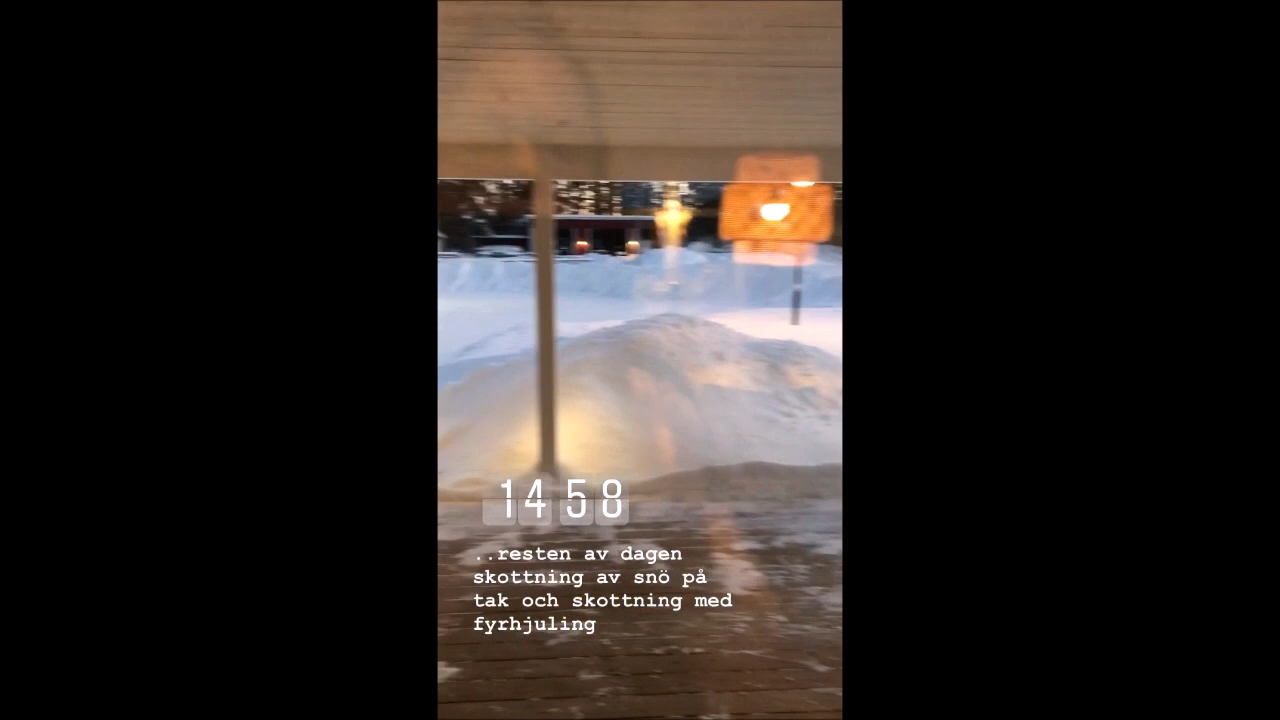 14 58
..resten av dagen
skottning av snö på
tak och skottning med
fyrhjuling